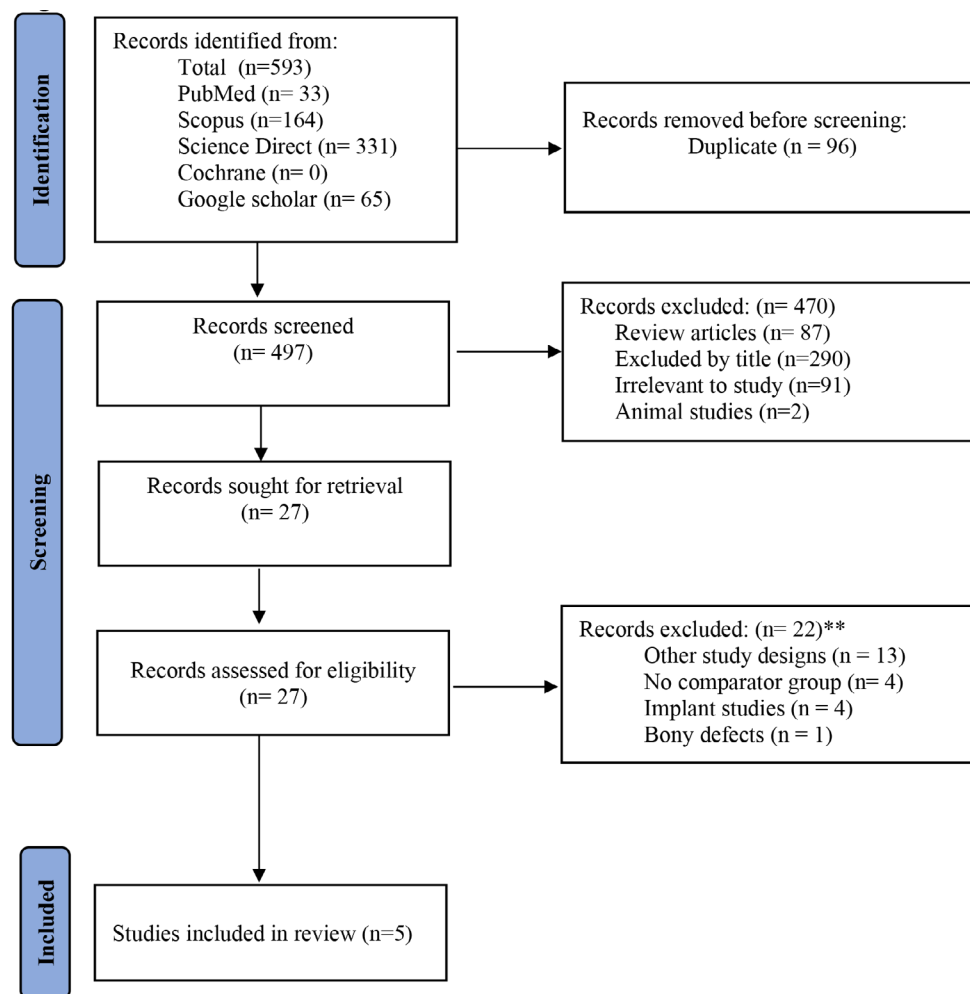 Identification
Records identified from:
Total (n=593)
PubMed (n= 33)
Scopus (n=164)
Science Direct (n= 331)
Cochrane (n= 0)
Google scholar (n= 65)
Records removed before screening:
Duplicate (n = 96)
Screening
Records screened
(n= 497)
Records excluded: (n= 470)
Review articles (n= 87)
Excluded by title (n=290)
Irrelevant to study (n=91)
Animal studies (n=2)
Records sought for retrieval
(n= 27)
Records assessed for eligibility
(n= 27)
Records excluded: (n= 22)**
Other study designs (n = 13)
No comparator group (n= 4)
Implant studies (n = 4)
Bony defects (n = 1)
Included
Studies included in review (n=5)